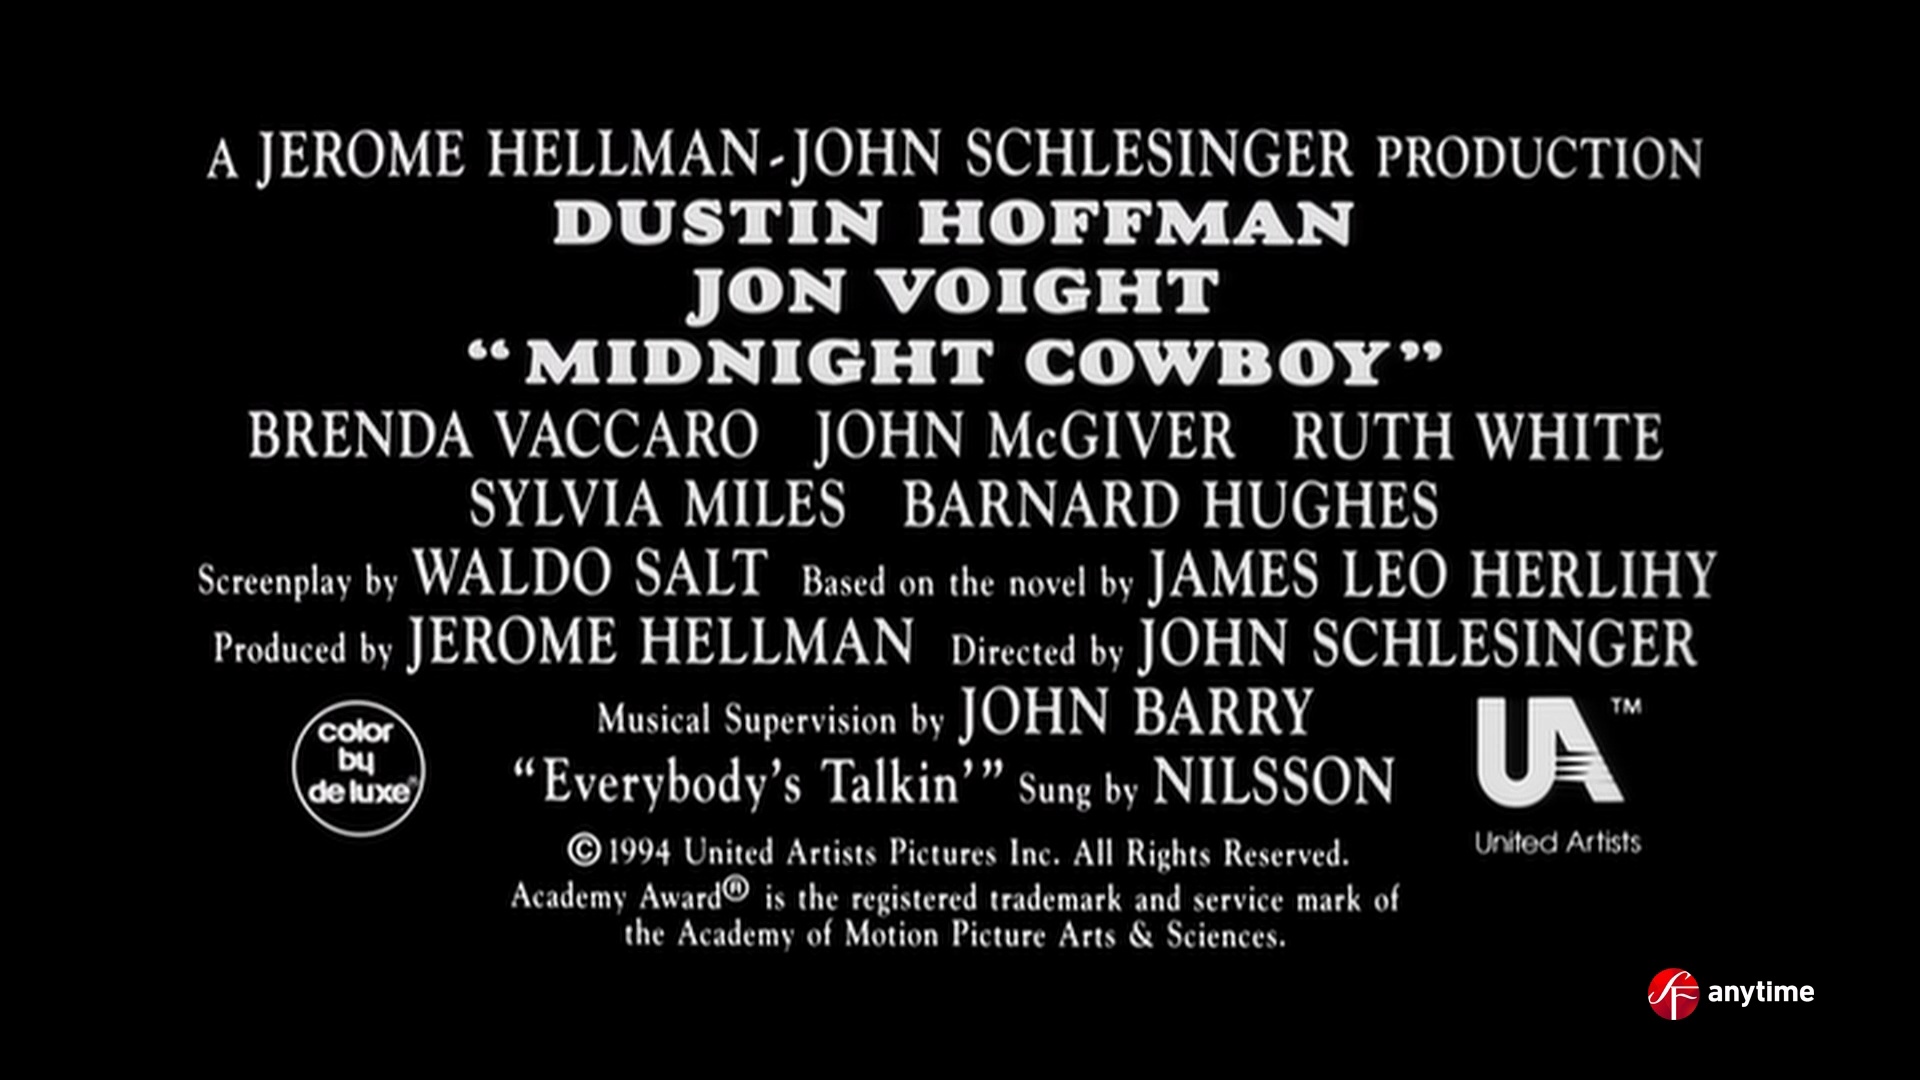 A JEROME HELLMAN-JOHN SCHLESINGER PRODUCTION
DUSTIN HOFFMAN
JON VOIGHT
“MIDNIGHT COWBOY”
BRENDA VACCARO JOHN McGIVER RUTH WHITE
SYLVIA MILES BARNARD HUGHES
Screenplay by WALDO SALT Based on the novel by JAMES LEO HERLIHY
Produced by JEROME HELLMAN Directed by JOHN SCHLESINGER
Musical Supervision by JOHN BARRY
“Everybody’s Talkin’” Sung by NILSSON
color
by
de luxe®
UA™
United Artists
©1994 United Artists Pictures Inc. All Rights Reserved.
Academy Award® is the registered trademark and service mark of
the Academy of Motion Picture Arts & Sciences.
SF anytime